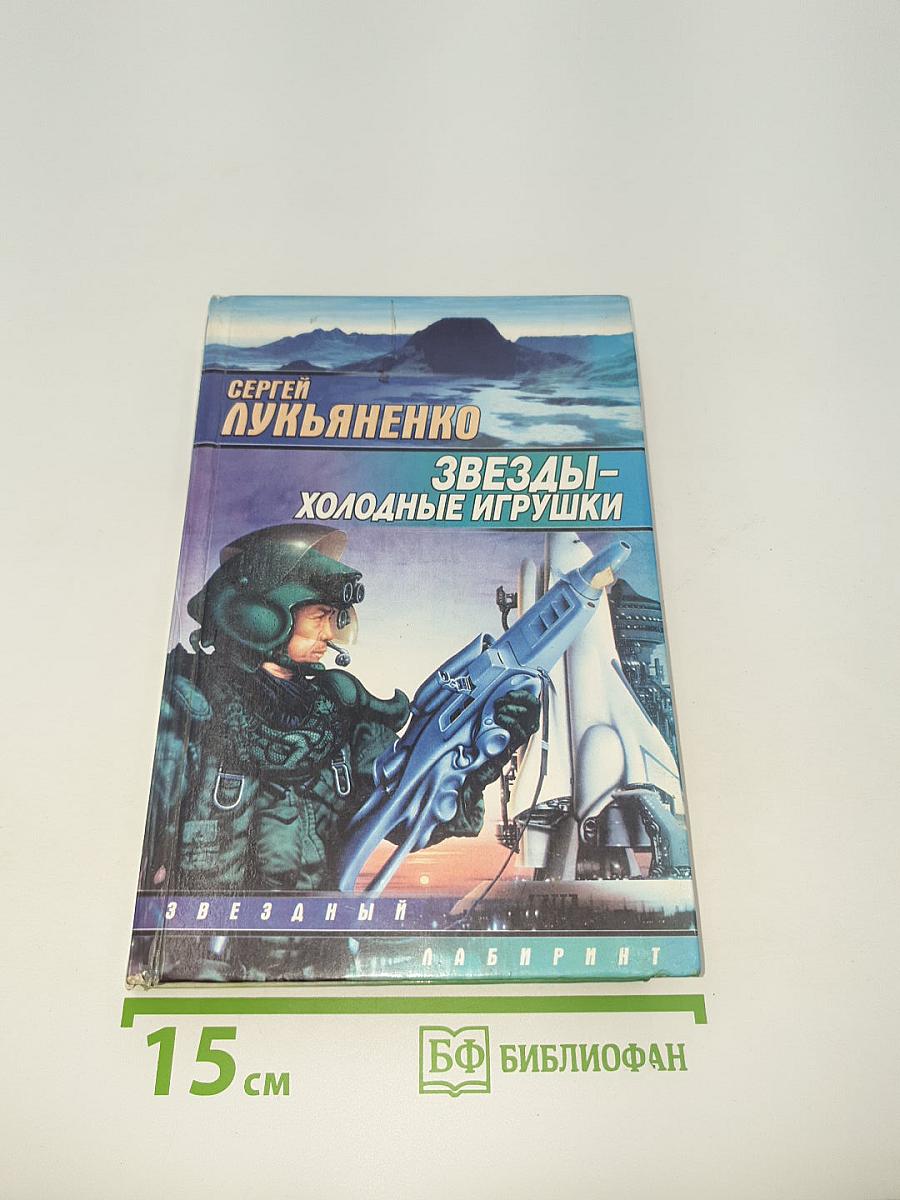 СЕРГЕЙ
ЛУКЬЯНЕНКО
ЗВЕЗДЫ–
ХОЛОДНЫЕ ИГРУШКИ
ЗВЕЗДНЫЙ
ЛАБИРИНТ
15 см
БФ БИБЛИОФАН